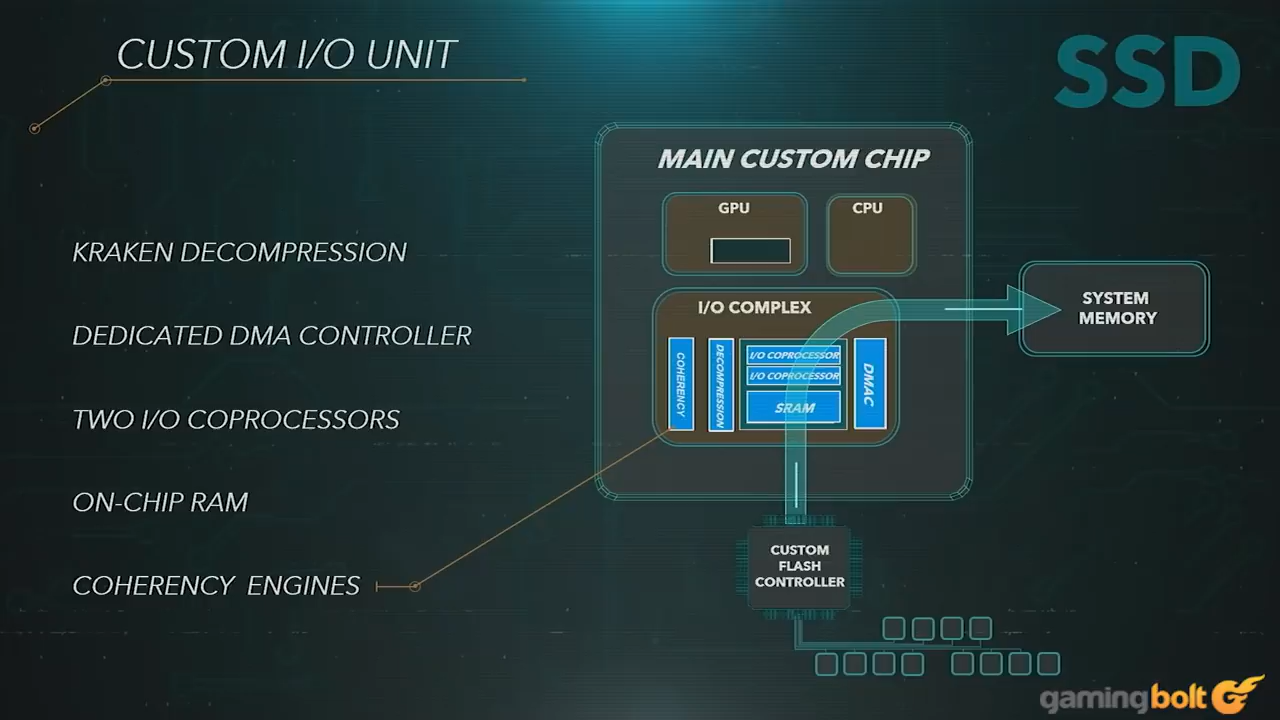 CUSTOM I/O UNIT
SSD
KRAKEN DECOMPRESSION
DEDICATED DMA CONTROLLER
TWO I/O COPROCESSORS
ON-CHIP RAM
COHERENCY ENGINES
MAIN CUSTOM CHIP
GPU
CPU
I/O COMPLEX
COHERENCY
DECOMPRESSION
I/O COPROCESSOR
I/O COPROCESSOR
SRAM
DMAC
SYSTEM
MEMORY
CUSTOM
FLASH
CONTROLLER
gamingbolt